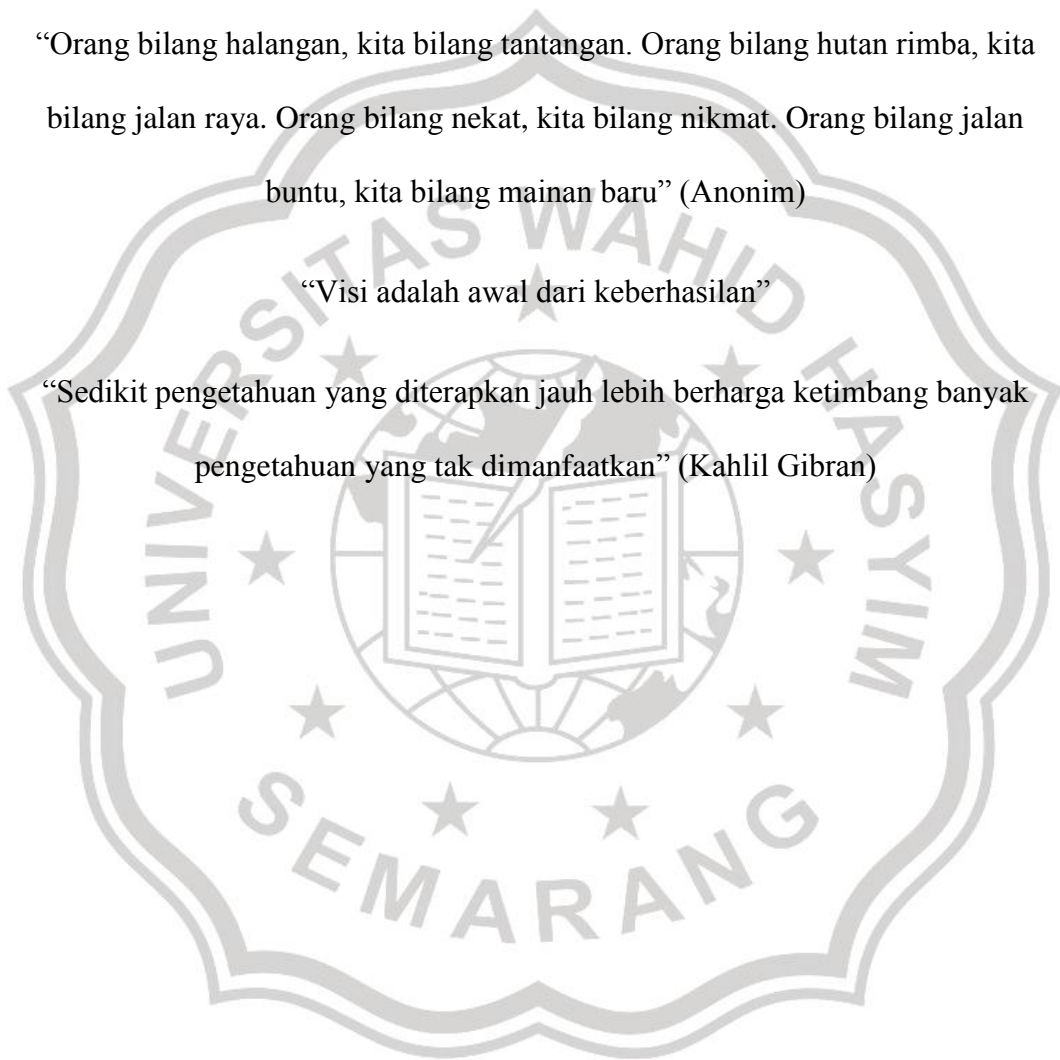 “Orang bilang halangan, kita bilang tantangan. Orang bilang hutan rimba, kita
bilang jalan raya. Orang bilang nekat, kita bilang nikmat. Orang bilang jalan
buntu, kita bilang mainan baru” (Anonim)
“Visi adalah awal dari keberhasilan”
“Sedikit pengetahuan yang diterapkan jauh lebih berharga ketimbang banyak
pengetahuan yang tak dimanfaatkan” (Kahlil Gibran)
UNIVERSITAS WAHID HASYIM
SEMARANG